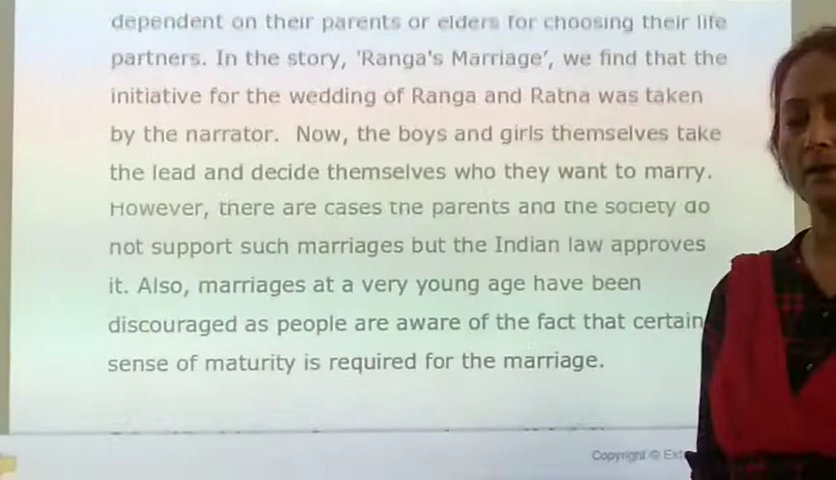 dependent on their parents or elders for choosing their life
partners. In the story, 'Ranga's Marriage', we find that the
initiative for the wedding of Ranga and Ratna was taken
by the narrator. Now, the boys and girls themselves take
the lead and decide themselves who they want to marry.
However, there are cases the parents and the society do
not support such marriages but the Indian law approves
it. Also, marriages at a very young age have been
discouraged as people are aware of the fact that certain
sense of maturity is required for the marriage.
Copyright ©